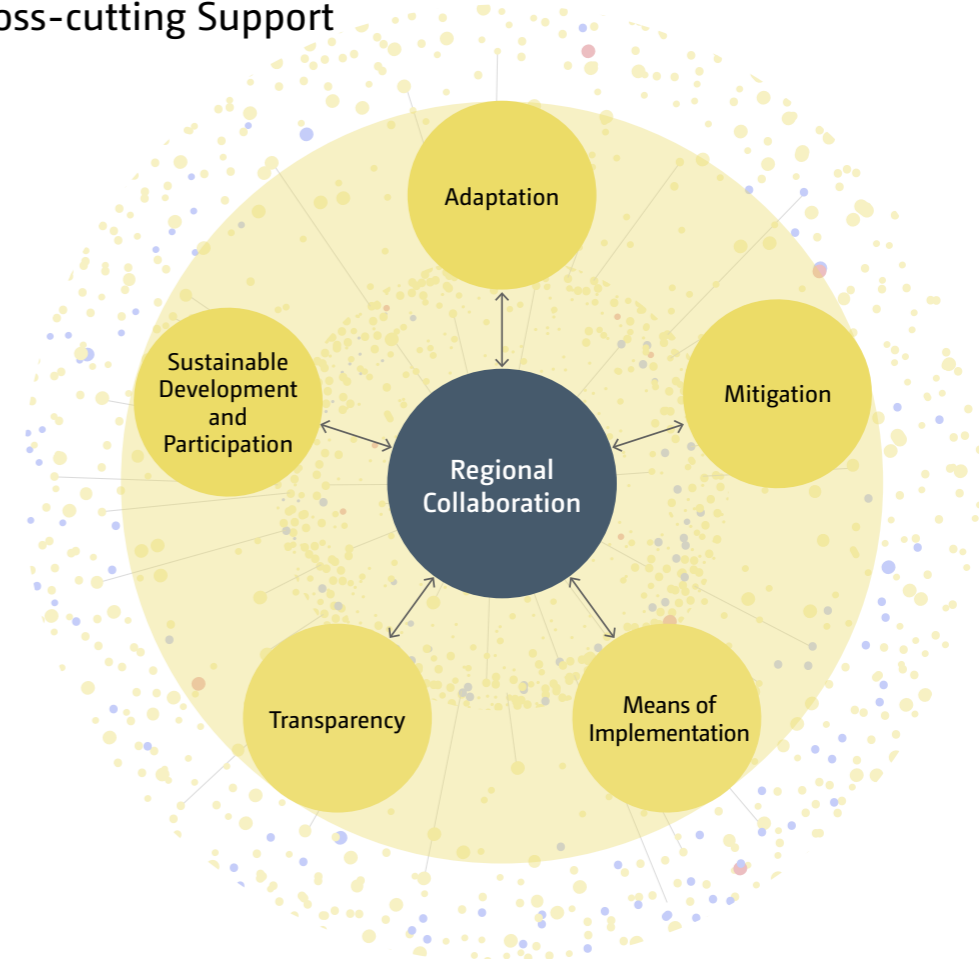 oss-cutting Support
Adaptation
Sustainable
Development
and
Participation
Mitigation
Regional
Collaboration
Transparency
Means of
Implementation